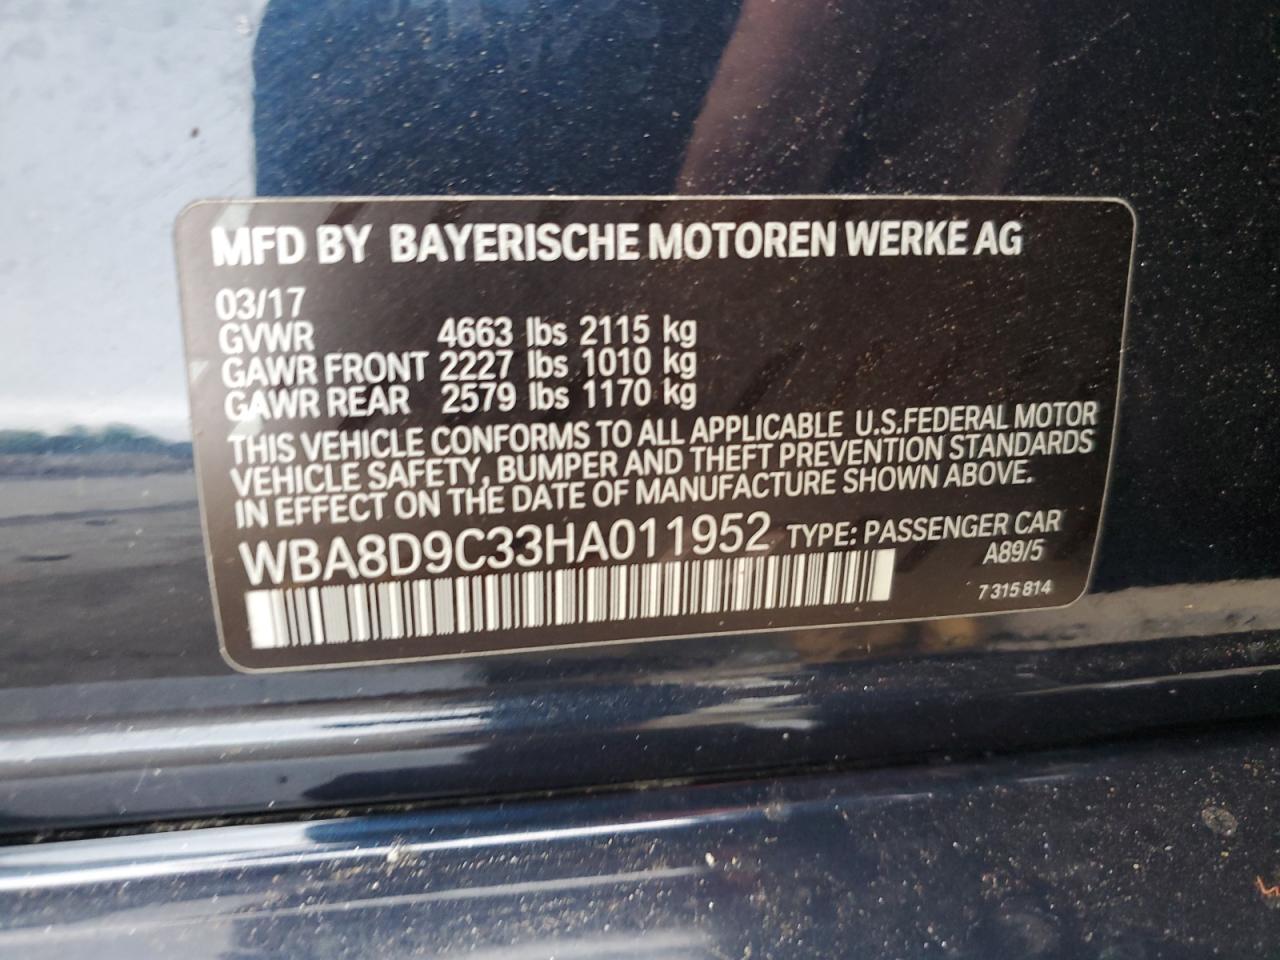 MFD BY BAYERISCHE MOTOREN WERKE AG
03/17
GVWR 4663 lbs 2115 kg
GAWR FRONT 2227 lbs 1010 kg
GAWR REAR 2579 lbs 1170 kg
THIS VEHICLE CONFORMS TO ALL APPLICABLE U.S.FEDERAL MOTOR
VEHICLE SAFETY, BUMPER AND THEFT PREVENTION STANDARDS
IN EFFECT ON THE DATE OF MANUFACTURE SHOWN ABOVE.
WBA8D9C33HA011952 TYPE: PASSENGER CAR
A89/5
7 315 814